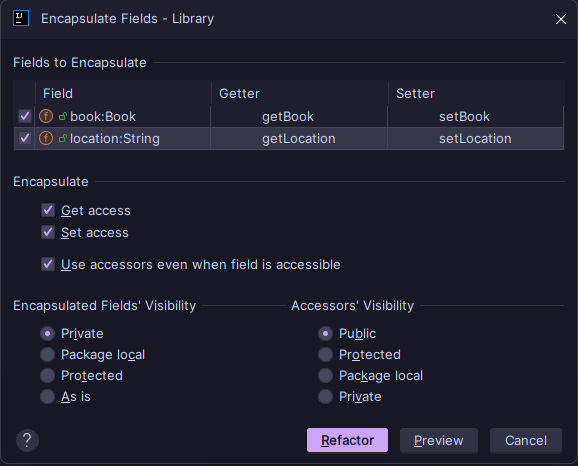 IJ Encapsulate Fields - Library
Fields to Encapsulate
Field Getter Setter
f book:Book getBook setBook
f location:String getLocation setLocation
Encapsulate
Get access
Set access
Use accessors even when field is accessible
Encapsulated Fields' Visibility Accessors' Visibility
Private Public
Package local Protected
Protected Package local
As is Private
? Refactor Preview Cancel